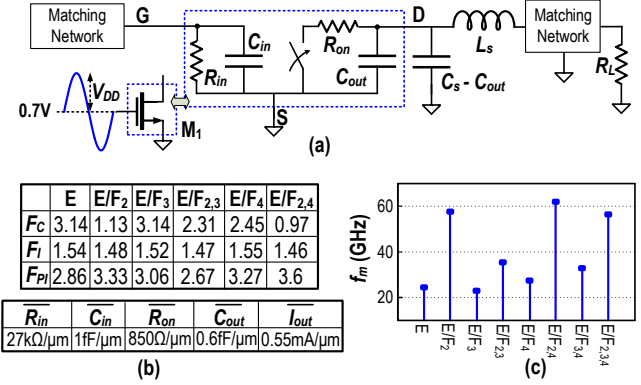 Matching Network
G
D
Matching Network
C_in
R_on
L_s
R_in
C_out
C_s - C_out
R_L
V_DD
0.7V
M_1
S
(a)
E E/F_2 E/F_3 E/F_2,3 E/F_4 E/F_2,4
F_C 3.14 1.13 3.14 2.31 2.45 0.97
F_I 1.54 1.48 1.52 1.47 1.55 1.46
F_PI 2.86 3.33 3.06 2.67 3.27 3.6
R_in C_in R_on C_out I_out
27kΩ/μm 1fF/μm 850Ω/μm 0.6fF/μm 0.55mA/μm
(b)
f_m (GHz)
60
40
20
E E/F_2 E/F_3 E/F_2,3 E/F_4 E/F_2,4 E/F_3,4 E/F_2,3,4
(c)